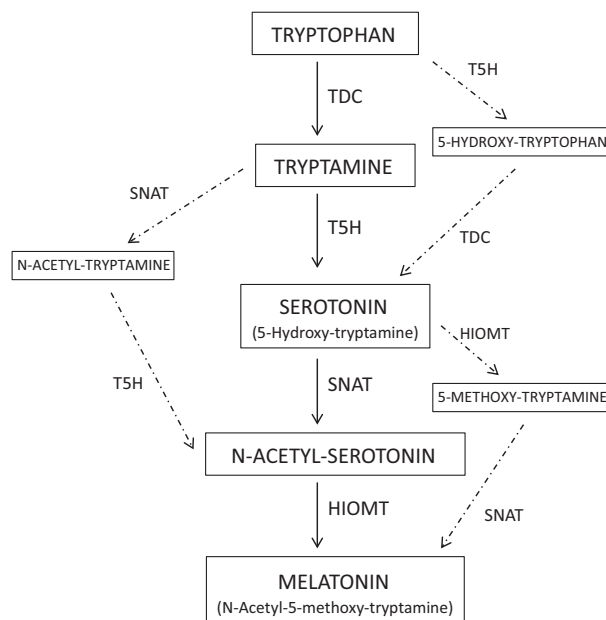 TRYPTOPHAN
T5H
TDC
5-HYDROXY-TRYPTOPHAN
TRYPTAMINE
SNAT
T5H
TDC
N-ACETYL-TRYPTAMINE
SEROTONIN
(5-Hydroxy-tryptamine)
HIOMT
SNAT
T5H
5-METHOXY-TRYPTAMINE
N-ACETYL-SEROTONIN
HIOMT
SNAT
MELATONIN
(N-Acetyl-5-methoxy-tryptamine)